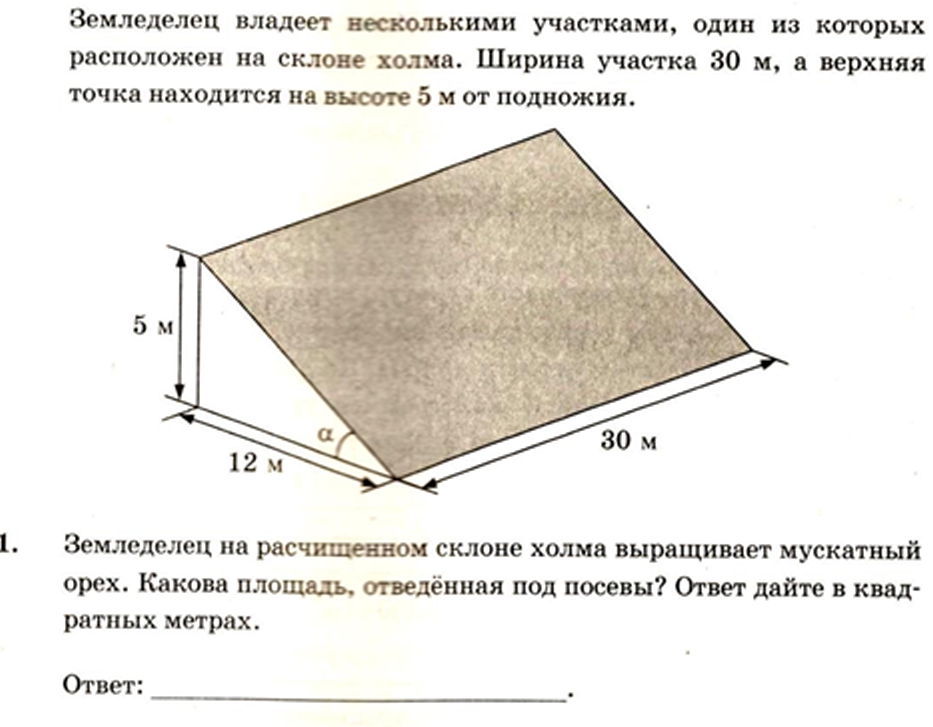 Земледелец владеет несколькими участками, один из которых
расположен на склоне холма. Ширина участка 30 м, а верхняя
точка находится на высоте 5 м от подножия.
5 м
α
12 м
30 м
1. Земледелец на расчищенном склоне холма выращивает мускатный
орех. Какова площадь, отведённая под посевы? Ответ дайте в квад-
ратных метрах.
Ответ: ______________________________.